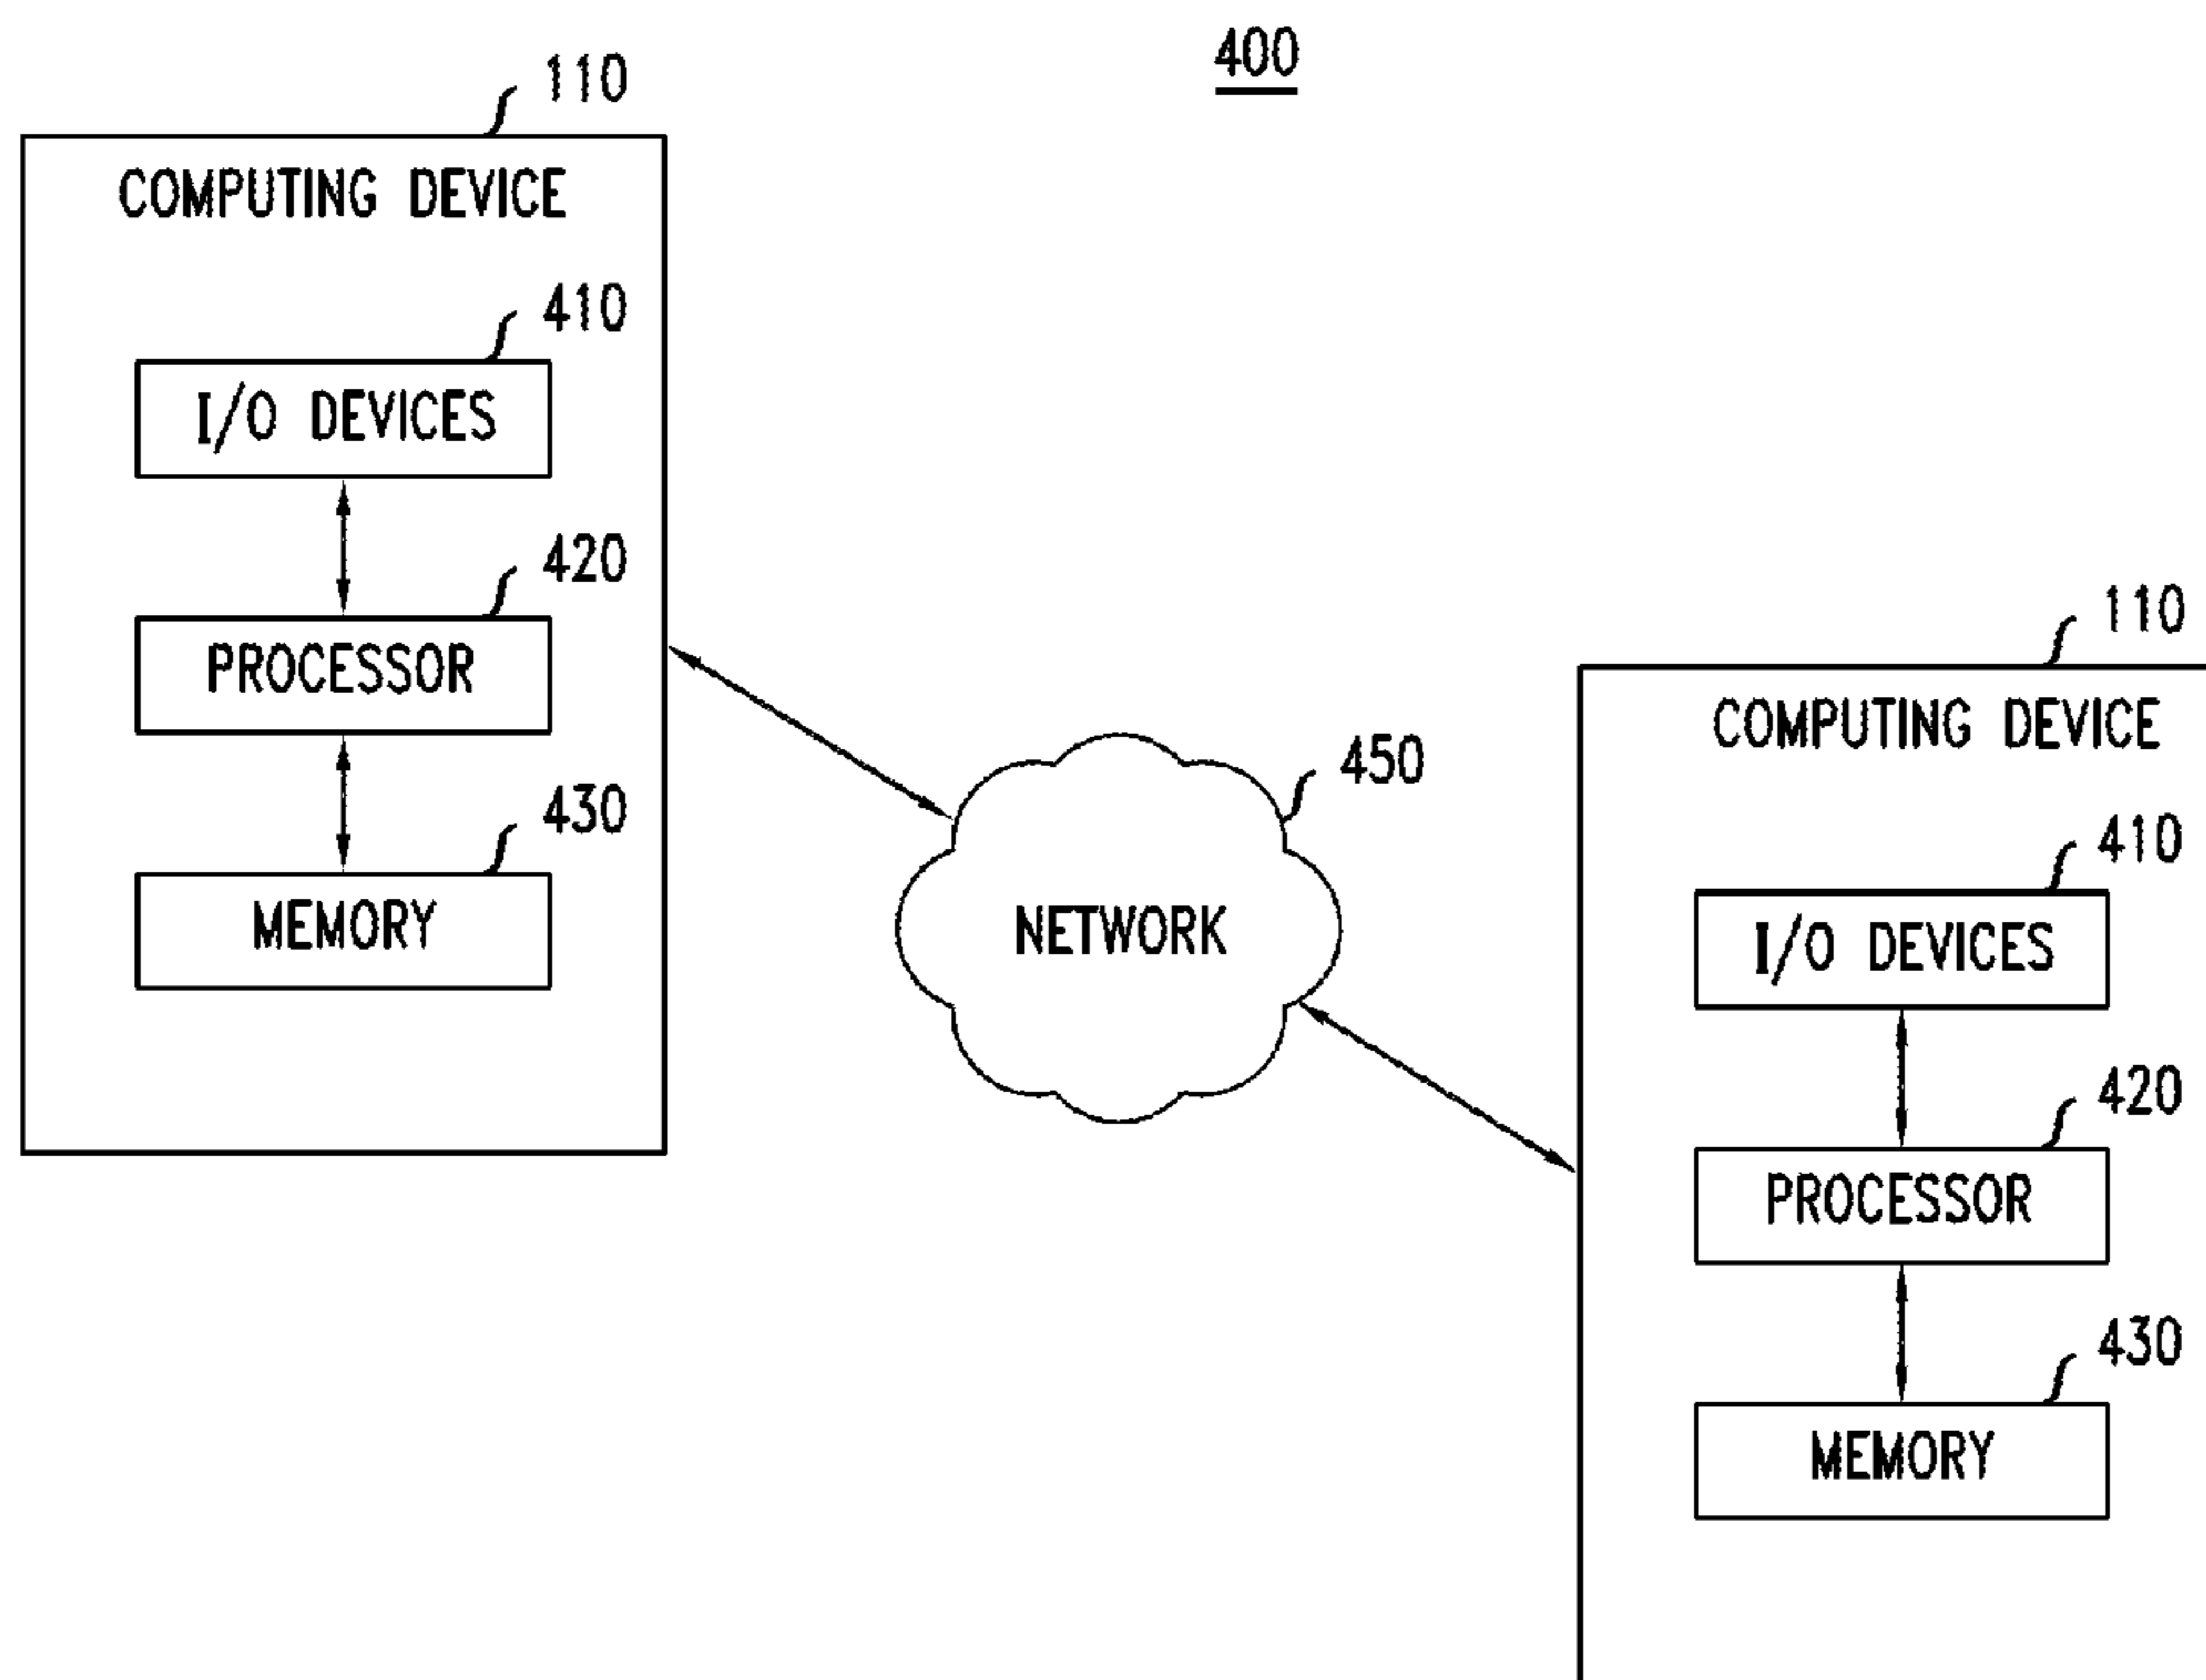 400
110
COMPUTING DEVICE
410
I/O DEVICES
420
PROCESSOR
430
MEMORY
450
NETWORK
110
COMPUTING DEVICE
410
I/O DEVICES
420
PROCESSOR
430
MEMORY